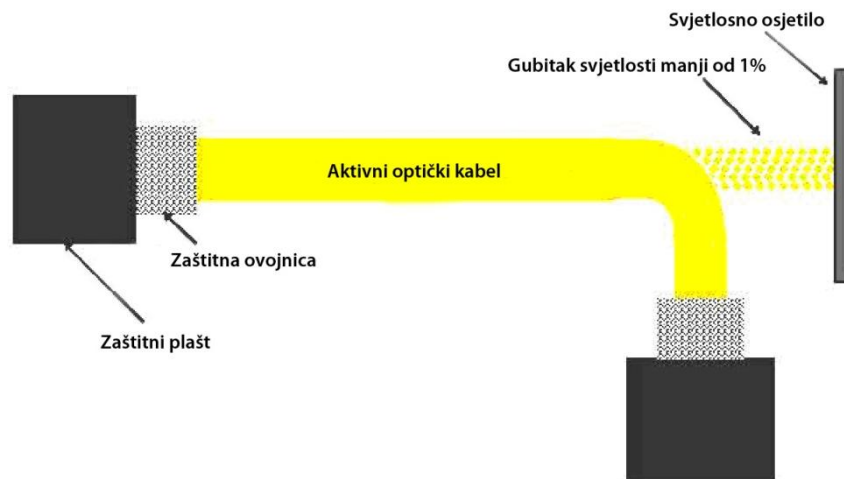 Svjetlosno osjetilo
Gubitak svjetlosti manji od 1%
Aktivni optički kabel
Zaštitna ovojnica
Zaštitni plašt